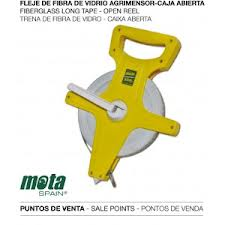 FLEJE DE FIBRA DE VIDRIO AGRIMENSOR-CAJA ABIERTA
FIBERGLASS LONG TAPE - OPEN REEL
TRENA DE FIBRA DE VIDRO - CAIXA ABERTA
mota
mota
SPAIN®
PUNTOS DE VENTA - SALE POINTS - PONTOS DE VENDA